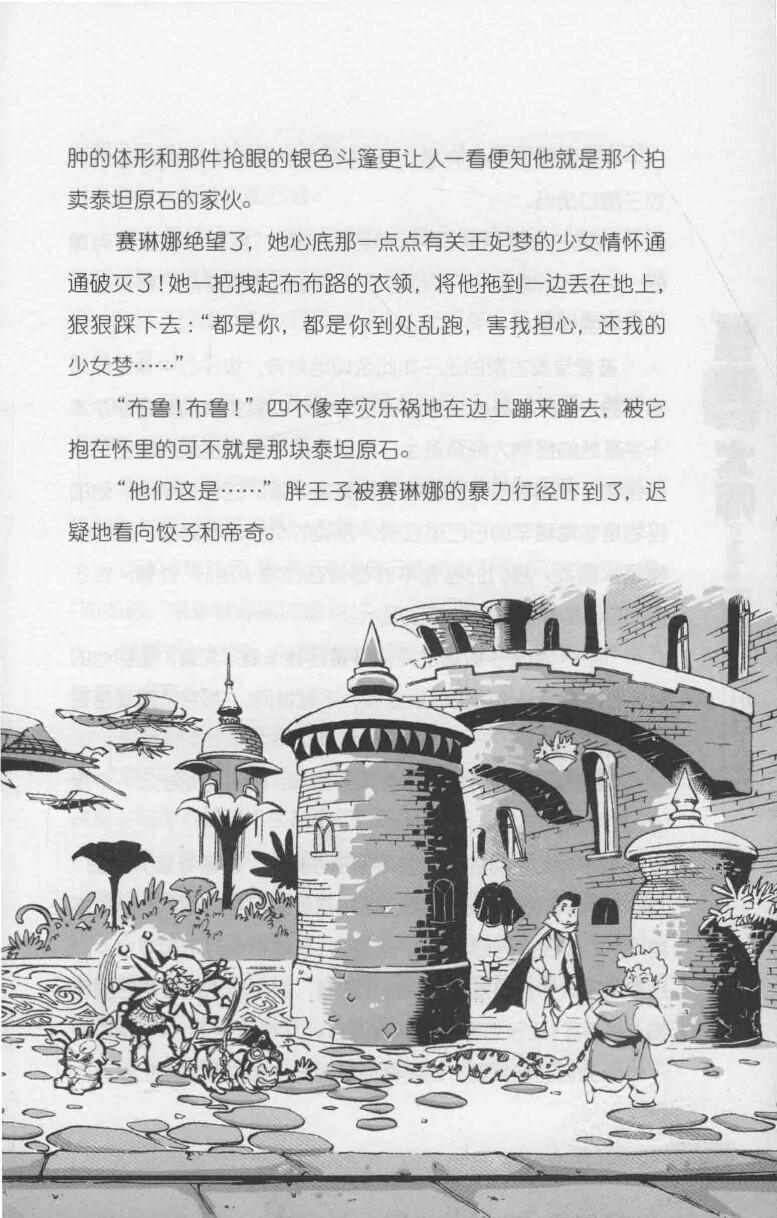 肿的体形和那件抢眼的银色斗篷更让人一看便知他就是那个拍
卖泰坦原石的家伙。
赛琳娜绝望了，她心底那一点点有关王妃梦的少女情怀通
通破灭了！她一把拽起布布路的衣领，将他拖到一边丢在地上，
狠狠踩下去：“都是你，都是你到处乱跑，害我担心，还我的
少女梦……”
“布鲁！布鲁！”四不像幸灾乐祸地在边上蹦来蹦去，被它
抱在怀里的可不就是那块泰坦原石。
“他们这是……”胖王子被赛琳娜的暴力行径吓到了，迟
疑地看向饺子和帝奇。